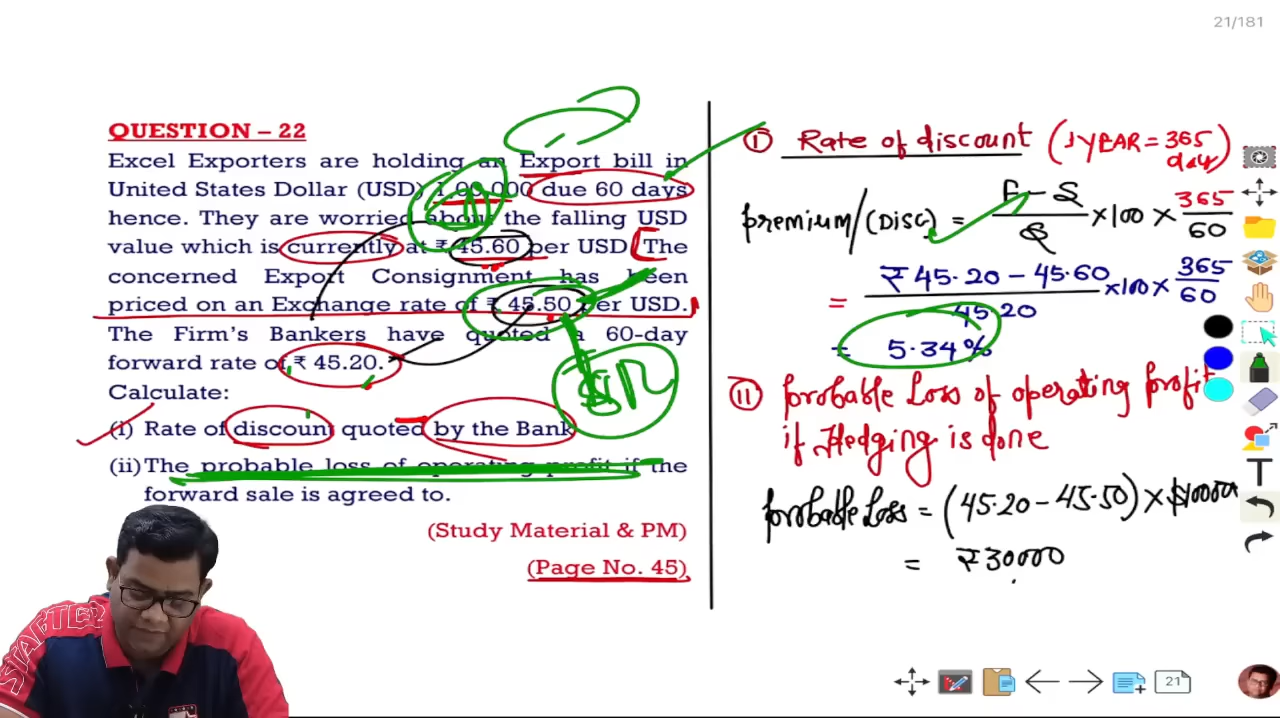 21/181
QUESTION – 22
Excel Exporters are holding an Export bill in
United States Dollar (USD) 1,00,000 due 60 days
hence. They are worried about the falling USD
value which is currently at ₹ 45.60 per USD. The
concerned Export Consignment has been
priced on an Exchange rate of ₹ 45.50 per USD.
The Firm's Bankers have quoted a 60-day
forward rate of ₹ 45.20.
Calculate:
(i) Rate of discount quoted by the Bank
(ii) The probable loss of operating profit if the
forward sale is agreed to.
(Study Material & PM)
(Page No. 45)
STARTER
SR
① Rate of discount (1 YEAR = 365 days)
premium/(DISC) = F – S / S × 100 × 365/60
= ₹ 45.20 – 45.60 / 45.20 × 100 × 365/60
= 5.34%
⑪ probable Loss of operating profit
if Hedging is done
probable Loss = (45.20 – 45.50) ×
= ₹ 30000
21